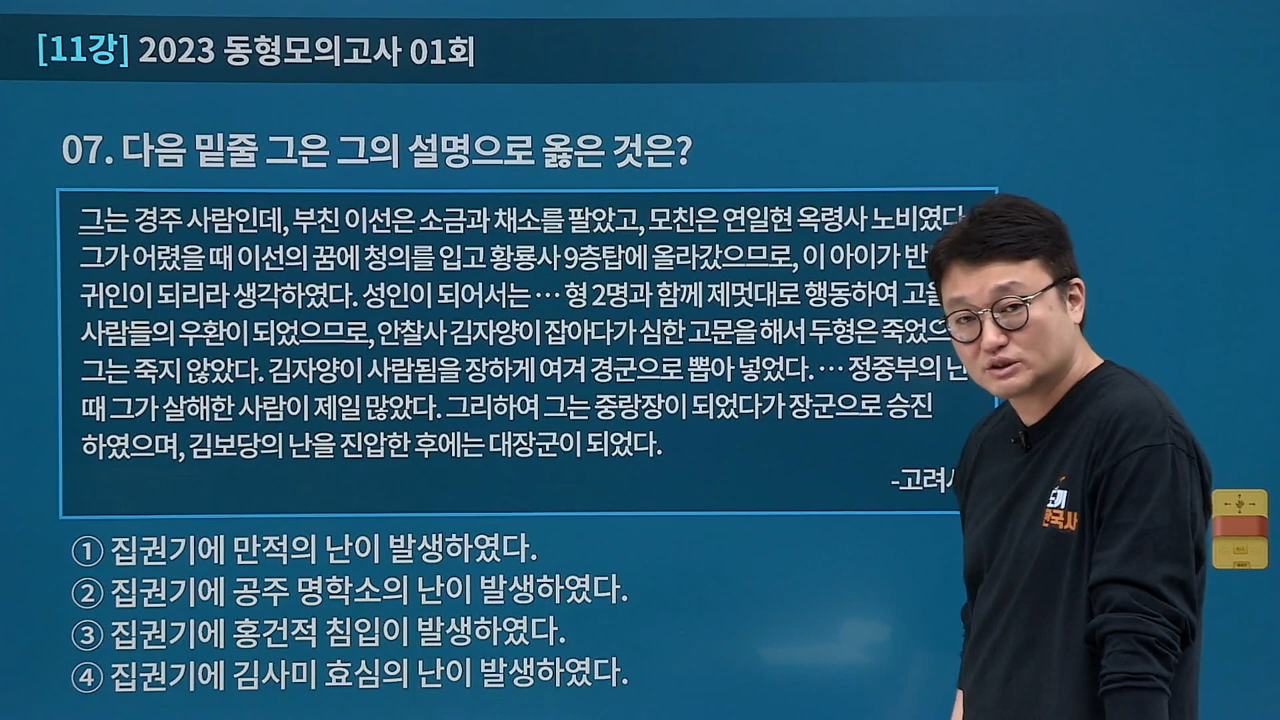 [11강] 2023 동형모의고사 01회
07. 다음 밑줄 그은 그의 설명으로 옳은 것은?
그는 경주 사람인데, 부친 이선은 소금과 채소를 팔았고, 모친은 연일현 옥령사 노비였다
그가 어렸을 때 이선의 꿈에 청의를 입고 황룡사 9층탑에 올라갔으므로, 이 아이가
귀인이 되리라 생각하였다. 성인이 되어서는 … 형 2명과 함께 제멋대로 행동하여
사람들의 우환이 되었으므로, 안찰사 김자양이 잡아다가 심한 고문을 해서 두형은
그는 죽지 않았다. 김자양이 사람됨을 장하게 여겨 경군으로 뽑아 넣었다. … 정중부의
때 그가 살해한 사람이 제일 많았다. 그리하여 그는 중랑장이 되었다가 장군으로 승진
하였으며, 김보당의 난을 진압한 후에는 대장군이 되었다.
① 집권기에 만적의 난이 발생하였다.
② 집권기에 공주 명학소의 난이 발생하였다.
③ 집권기에 홍건적 침입이 발생하였다.
④ 집권기에 김사미 효심의 난이 발생하였다.